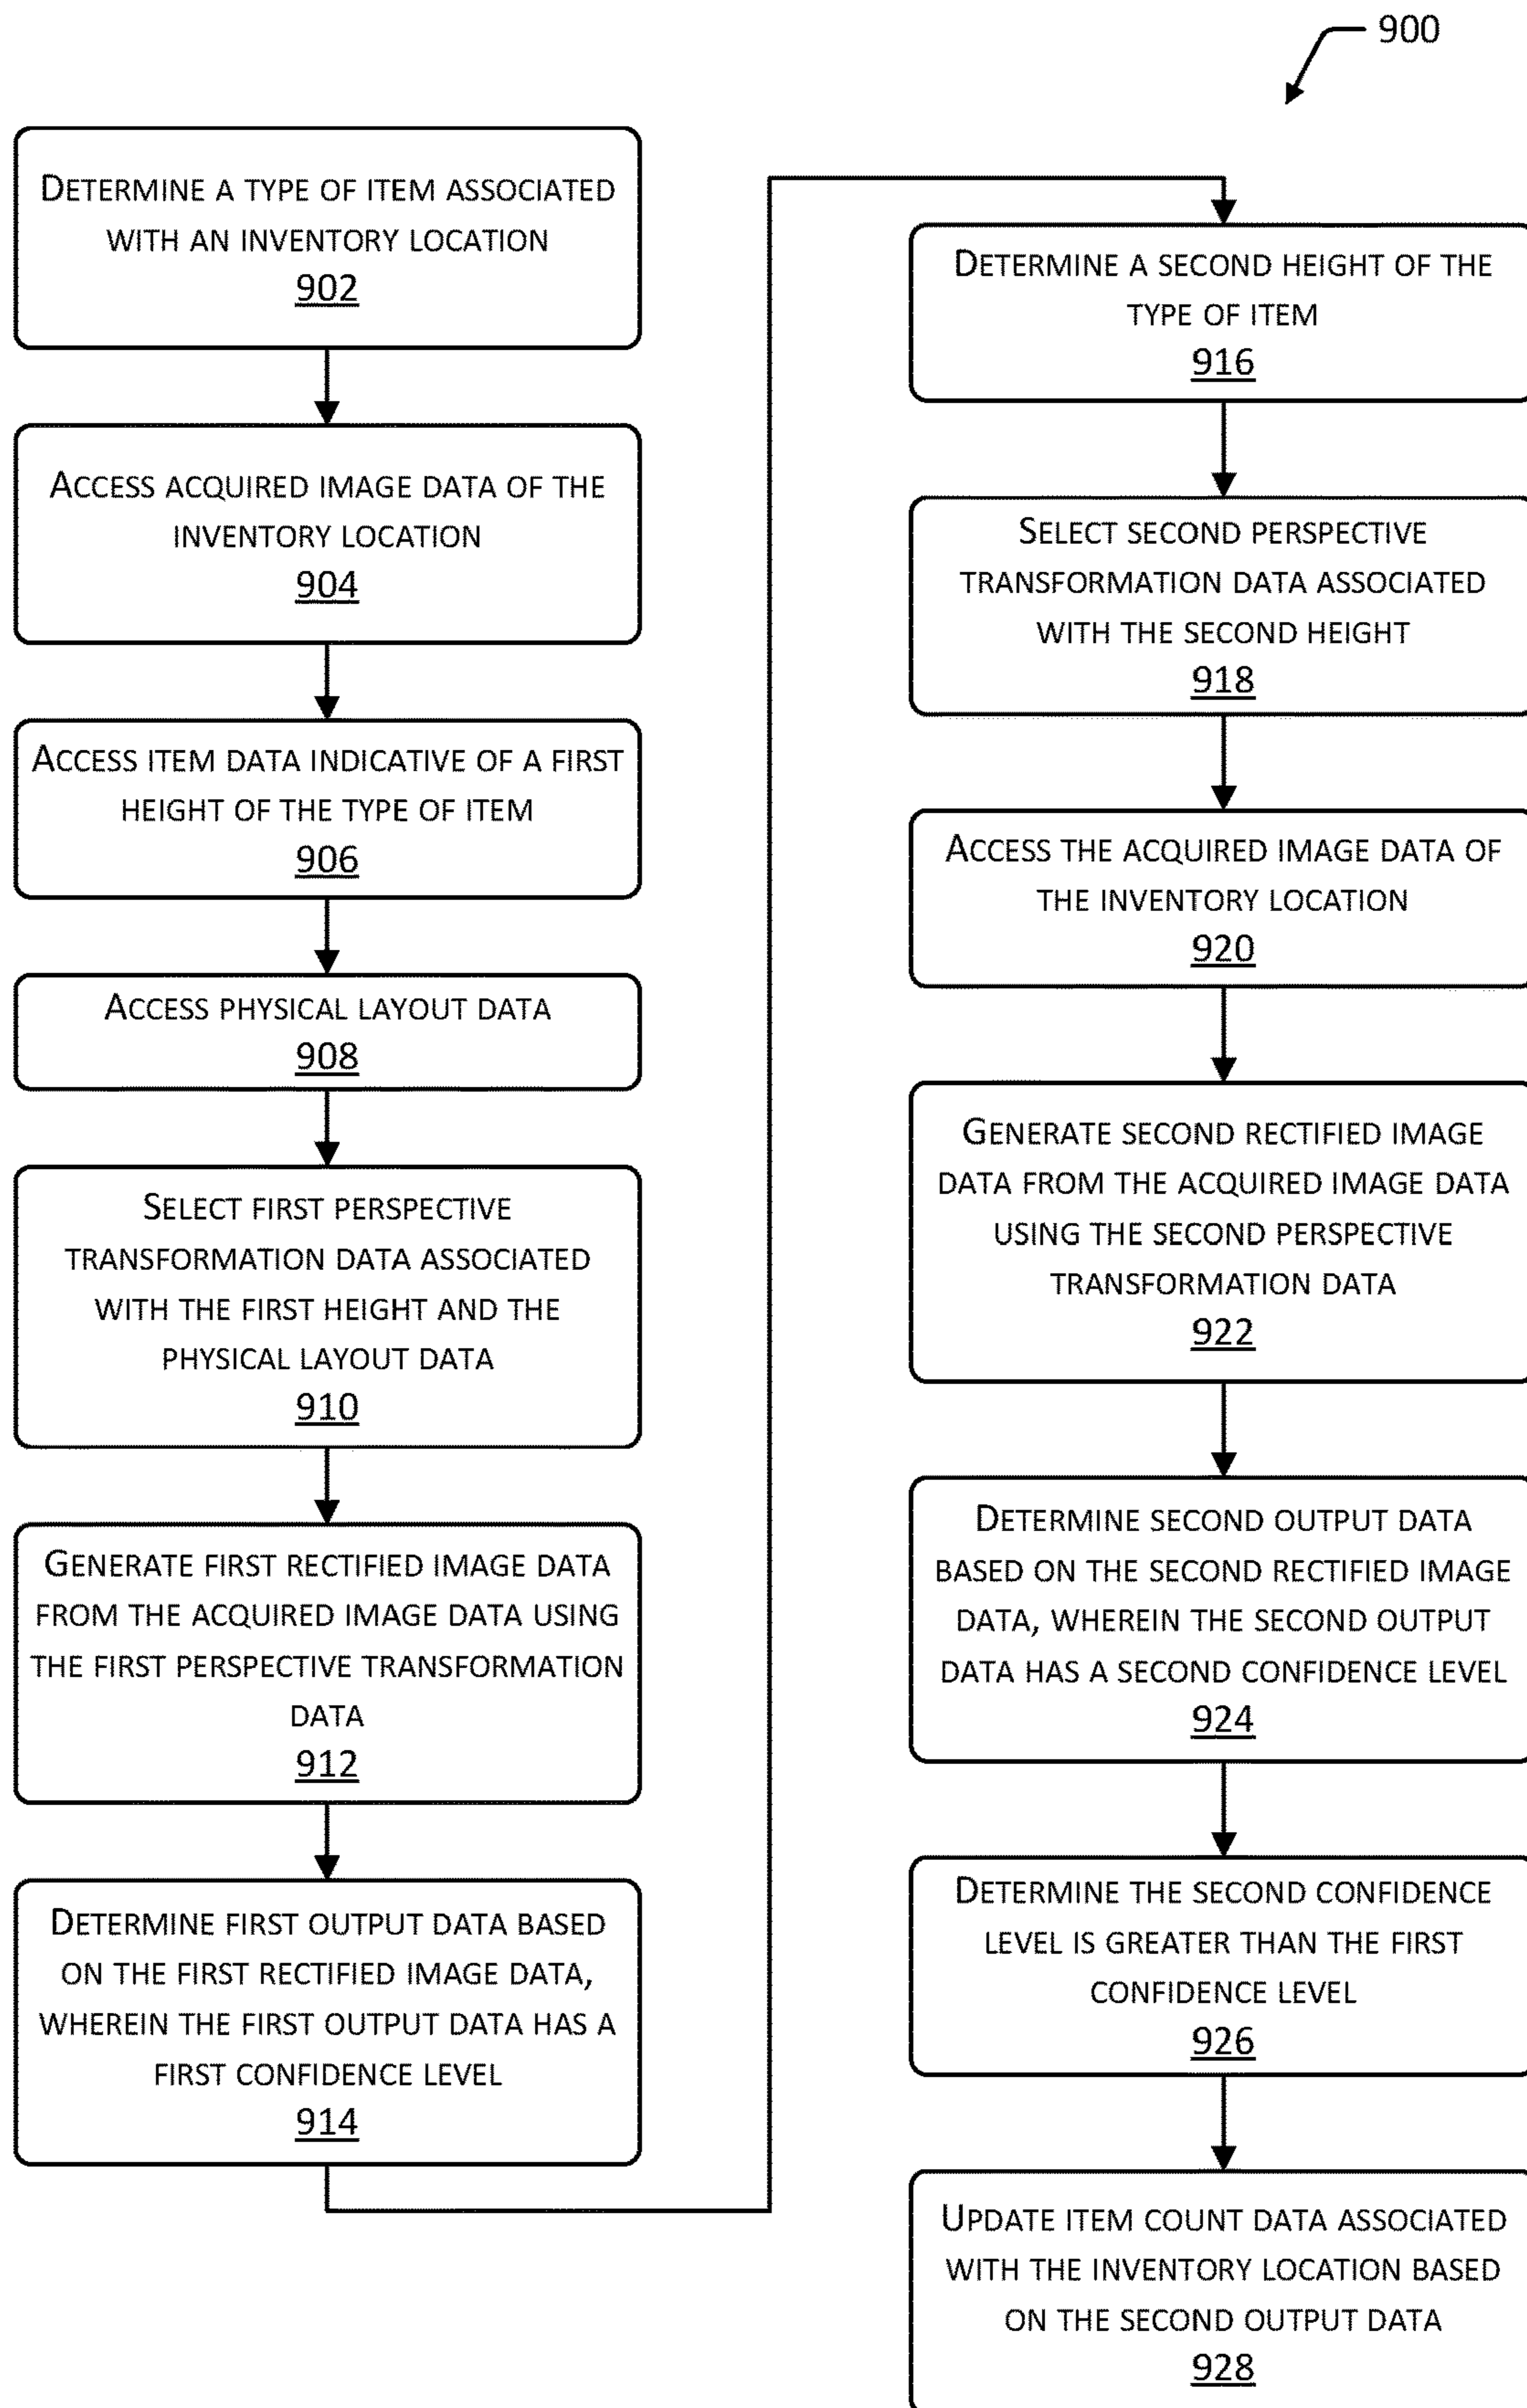 900
DETERMINE A TYPE OF ITEM ASSOCIATED
WITH AN INVENTORY LOCATION
902
ACCESS ACQUIRED IMAGE DATA OF THE
INVENTORY LOCATION
904
ACCESS ITEM DATA INDICATIVE OF A FIRST
HEIGHT OF THE TYPE OF ITEM
906
ACCESS PHYSICAL LAYOUT DATA
908
SELECT FIRST PERSPECTIVE
TRANSFORMATION DATA ASSOCIATED
WITH THE FIRST HEIGHT AND THE
PHYSICAL LAYOUT DATA
910
GENERATE FIRST RECTIFIED IMAGE DATA
FROM THE ACQUIRED IMAGE DATA USING
THE FIRST PERSPECTIVE TRANSFORMATION
DATA
912
DETERMINE FIRST OUTPUT DATA BASED
ON THE FIRST RECTIFIED IMAGE DATA,
WHEREIN THE FIRST OUTPUT DATA HAS A
FIRST CONFIDENCE LEVEL
914
DETERMINE A SECOND HEIGHT OF THE
TYPE OF ITEM
916
SELECT SECOND PERSPECTIVE
TRANSFORMATION DATA ASSOCIATED
WITH THE SECOND HEIGHT
918
ACCESS THE ACQUIRED IMAGE DATA OF
THE INVENTORY LOCATION
920
GENERATE SECOND RECTIFIED IMAGE
DATA FROM THE ACQUIRED IMAGE DATA
USING THE SECOND PERSPECTIVE
TRANSFORMATION DATA
922
DETERMINE SECOND OUTPUT DATA
BASED ON THE SECOND RECTIFIED IMAGE
DATA, WHEREIN THE SECOND OUTPUT
DATA HAS A SECOND CONFIDENCE LEVEL
924
DETERMINE THE SECOND CONFIDENCE
LEVEL IS GREATER THAN THE FIRST
CONFIDENCE LEVEL
926
UPDATE ITEM COUNT DATA ASSOCIATED
WITH THE INVENTORY LOCATION BASED
ON THE SECOND OUTPUT DATA
928